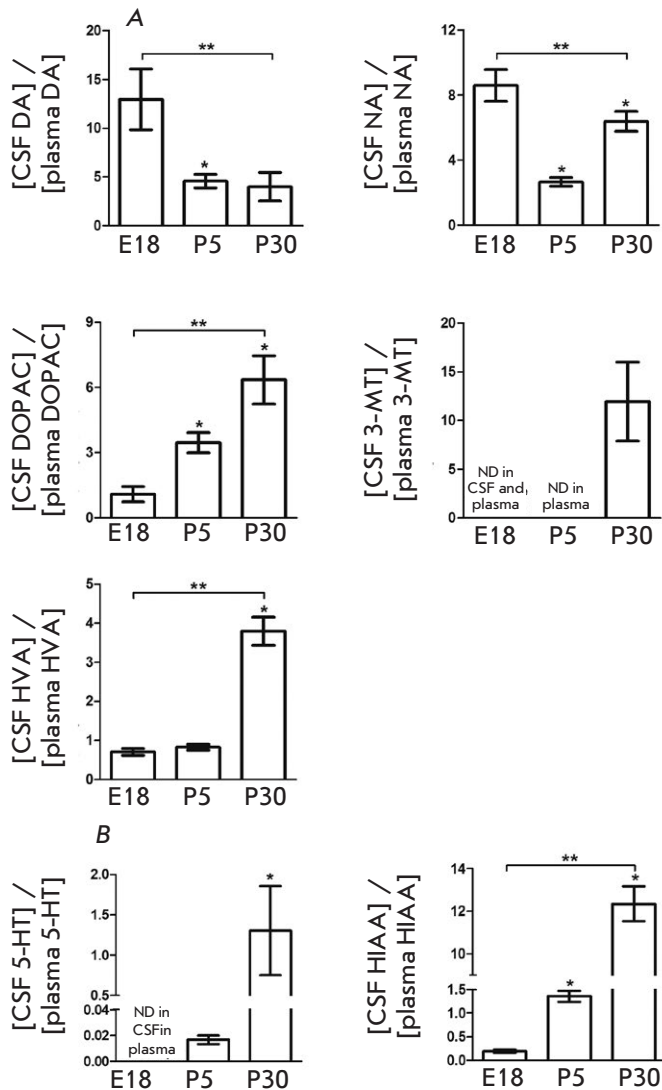 A
[CSF DA] /
[plasma DA]
20
15
10
5
0
**
*
E18 P5 P30
[CSF NA] /
[plasma NA]
12
8
4
0
**
*
*
E18 P5 P30
[CSF DOPAC] /
[plasma DOPAC]
9
6
3
0
**
*
*
E18 P5 P30
[CSF 3-MT] /
[plasma 3-MT]
20
15
10
5
0
ND in
CSF and
plasma
ND in
plasma
E18 P5 P30
[CSF HVA] /
[plasma HVA]
5
4
3
2
1
0
**
*
E18 P5 P30
B
[CSF 5-HT] /
[plasma 5-HT]
2.0
1.5
1.0
0.5
0.04
0.02
0.00
*
ND in
CSFin
plasma
E18 P5 P30
[CSF HIAA] /
[plasma HIAA]
14
12
10
1.5
1.0
0.5
0.0
**
*
*
E18 P5 P30